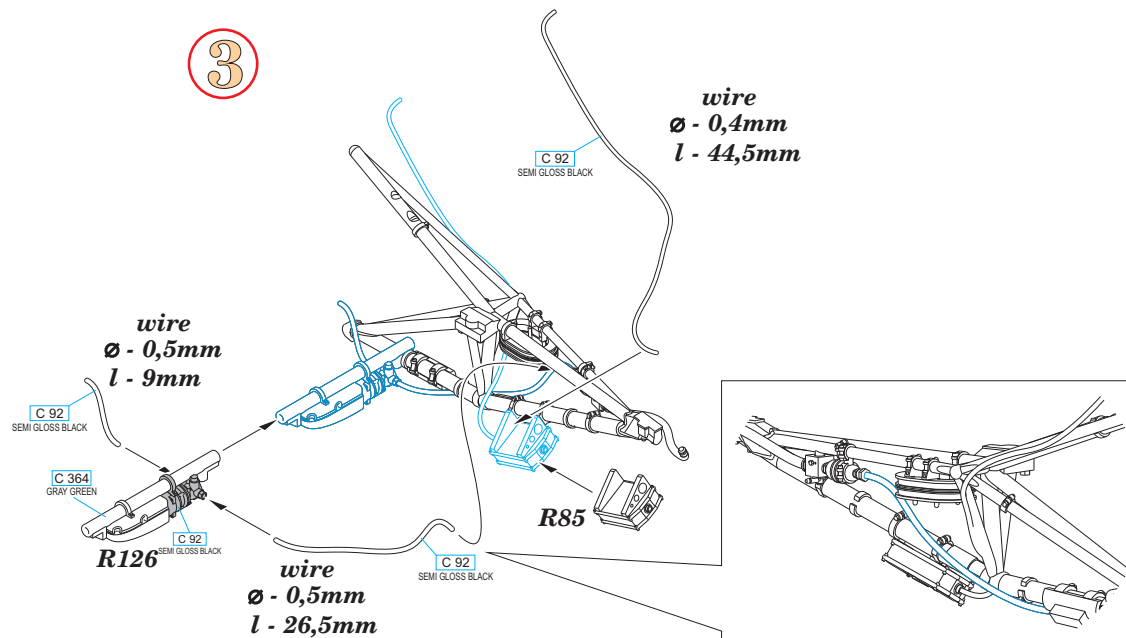 3
wire
ø - 0,4mm
l - 44,5mm
C 92
SEMI GLOSS BLACK
wire
ø - 0,5mm
l - 9mm
C 92
SEMI GLOSS BLACK
C 364
GRAY GREEN
R126
C 92
SEMI GLOSS BLACK
R85
C 92
SEMI GLOSS BLACK
wire
ø - 0,5mm
l - 26,5mm